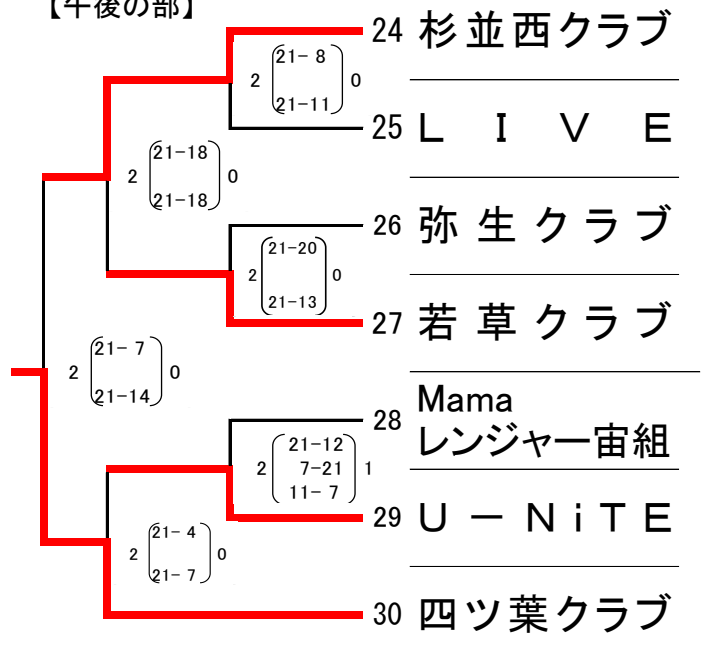 【午後の部】
24 杉並西クラブ
2 21- 8 0
21-11
25 L I V E
21-18
2 0
21-18
26 弥生クラブ
21-20
2 0
21-13
27 若草クラブ
21- 7
2 0
21-14
28 Mama
レンジャー宙組
21-12
2 7-21 1
11- 7
29 U－NiTE
21- 4
2 0
21- 7
30 四ツ葉クラブ